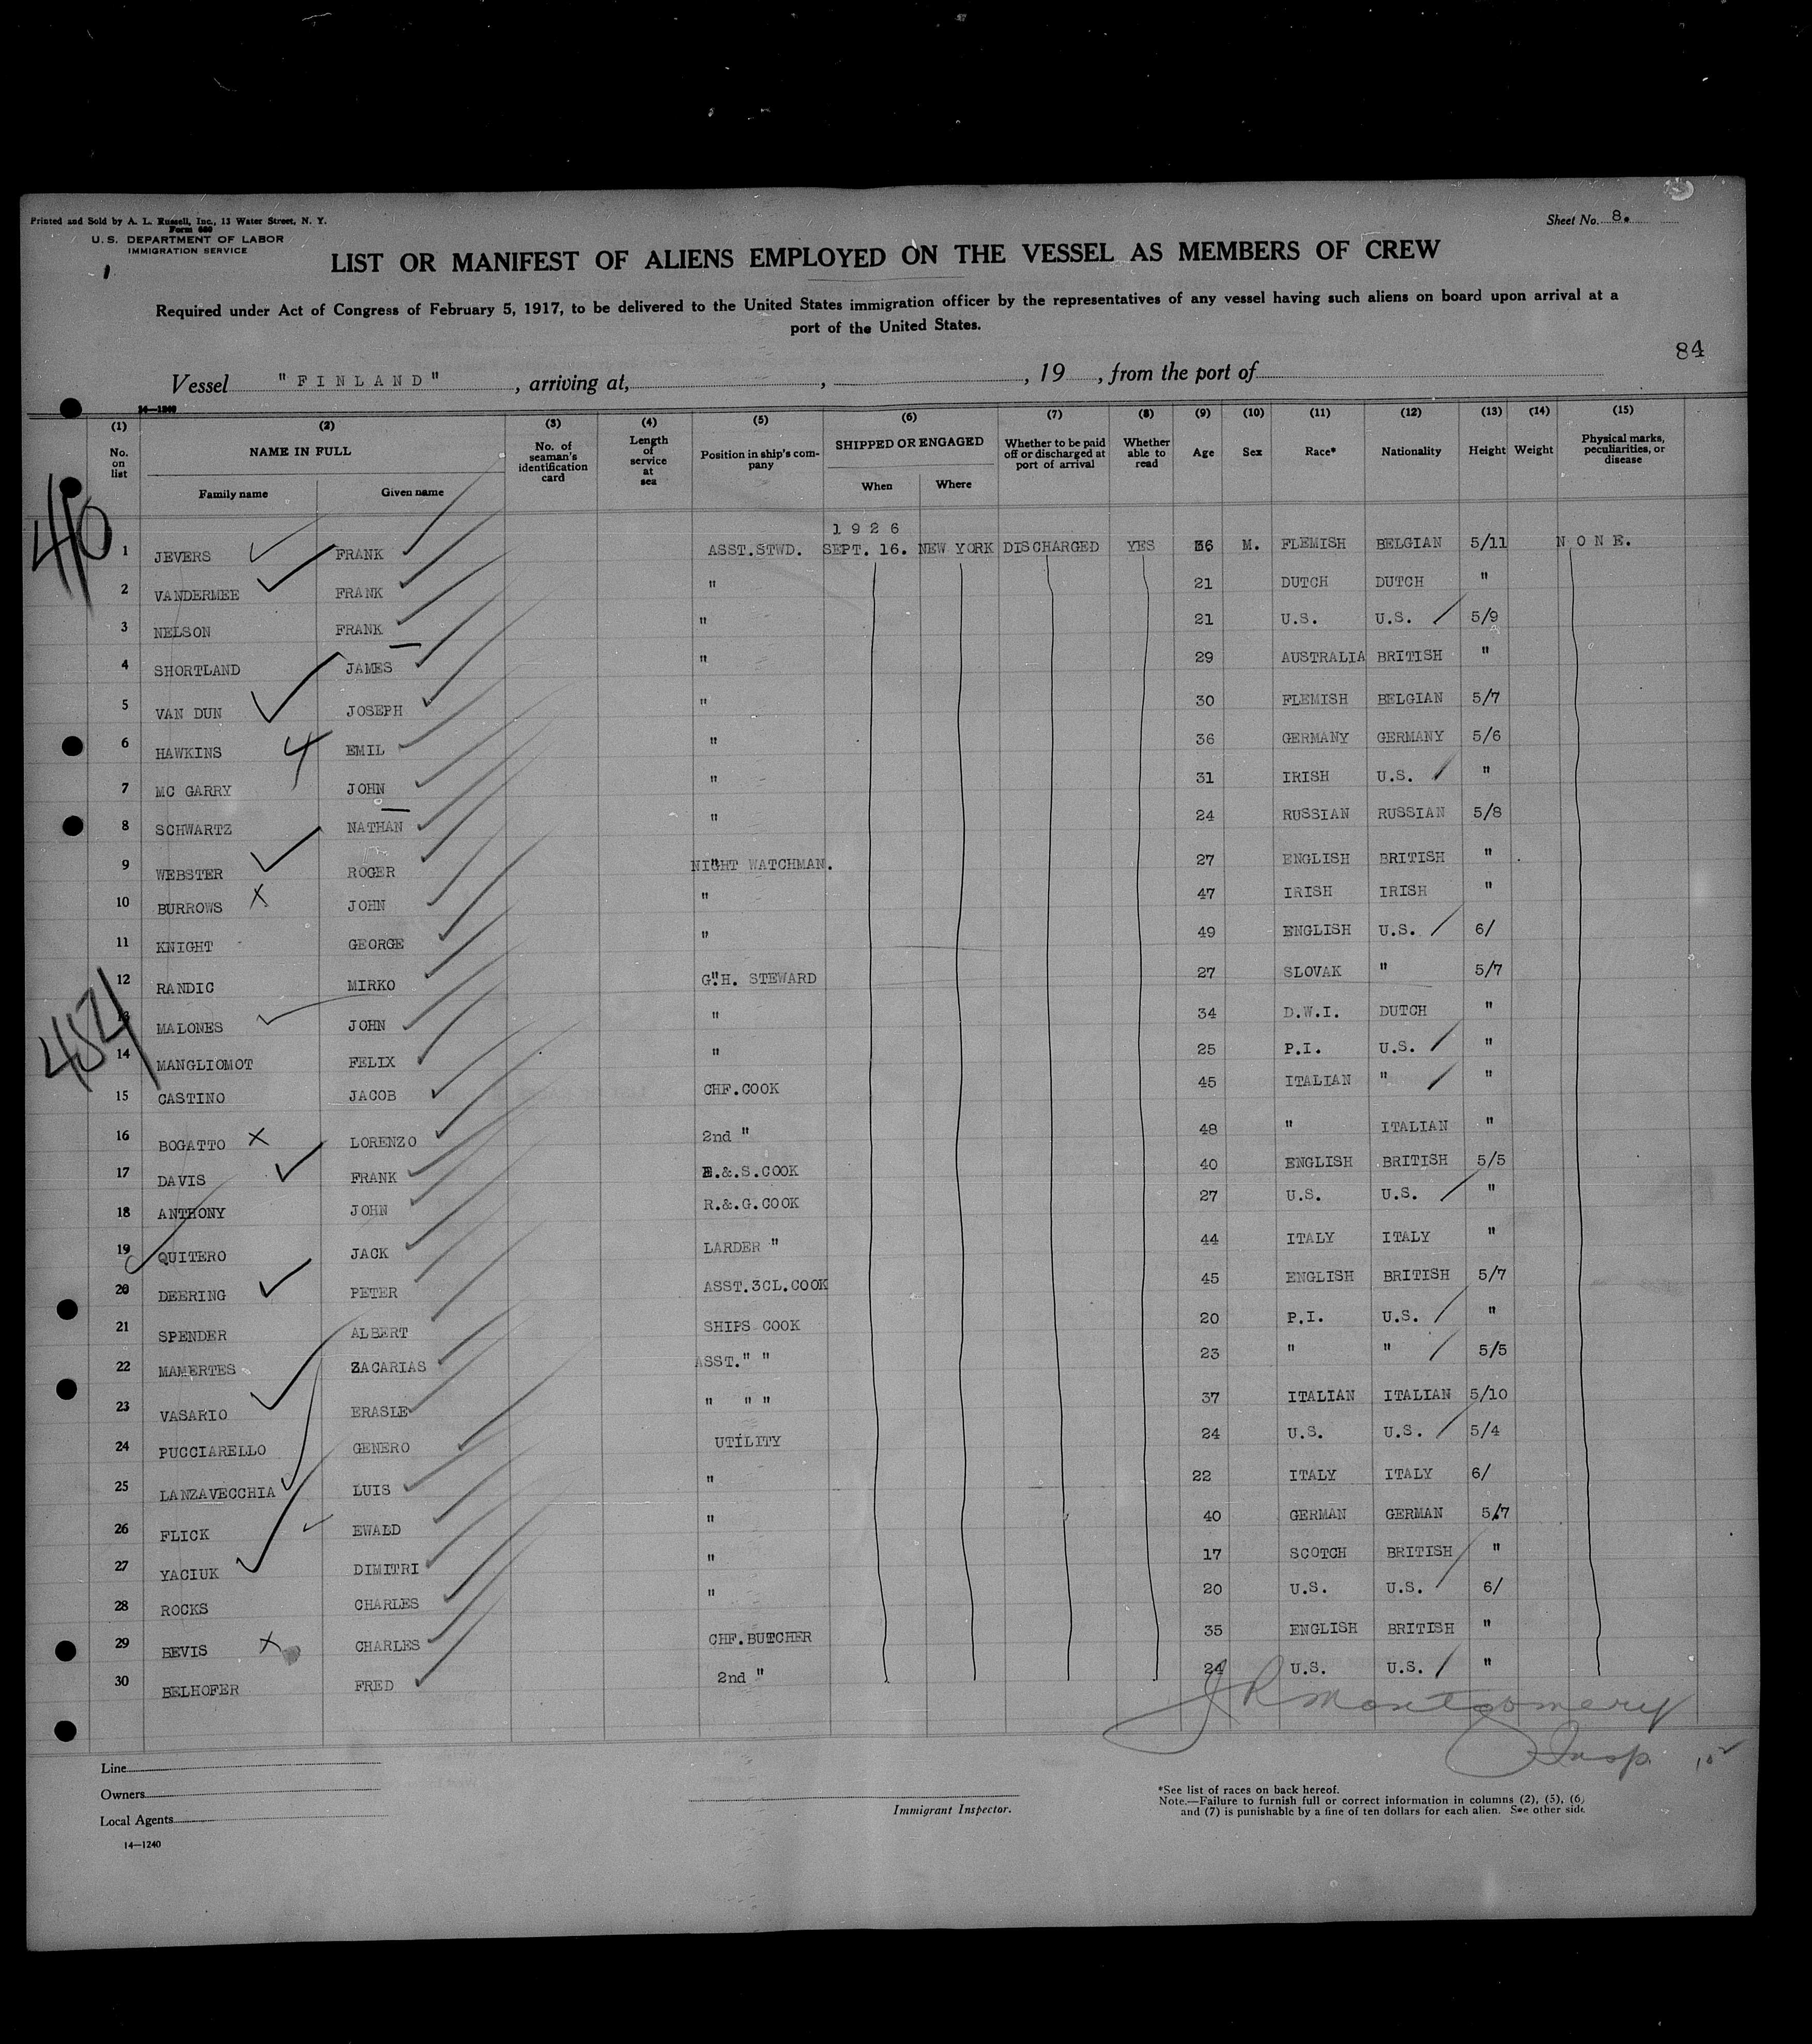 Printed and Sold by A. L. Russell, Inc., 13 Water Street, N. Y.
Form 680
U. S. DEPARTMENT OF LABOR
IMMIGRATION SERVICE
Sheet No. 8.
LIST OR MANIFEST OF ALIENS EMPLOYED ON THE VESSEL AS MEMBERS OF CREW
Required under Act of Congress of February 5, 1917, to be delivered to the United States immigration officer by the representatives of any vessel having such aliens on board upon arrival at a
port of the United States.
84
Vessel "FINLAND", arriving at, , , 19 , from the port of
14—1240
(1) (2) (3) (4) (5) (6) (7) (8) (9) (10) (11) (12) (13) (14) (15)
No. on list NAME IN FULL No. of seaman's identification card Length of service at sea Position in ship's company SHIPPED OR ENGAGED Whether to be paid off or discharged at port of arrival Whether able to read Age Sex Race* Nationality Height Weight Physical marks, peculiarities, or disease
Family name Given name When Where
410
1926
1 JEVERS FRANK ASST.STWD. SEPT. 16. NEW YORK DISCHARGED YES 36 M. FLEMISH BELGIAN 5/11 NONE.
2 VANDERMEE FRANK " 21 DUTCH DUTCH "
3 NELSON FRANK " 21 U.S. U.S. 5/9
4 SHORTLAND JAMES " 29 AUSTRALIA BRITISH "
5 VAN DUN JOSEPH " 30 FLEMISH BELGIAN 5/7
6 HAWKINS EMIL " 36 GERMANY GERMANY 5/6
7 MC GARRY JOHN " 31 IRISH U.S. "
8 SCHWARTZ NATHAN " 24 RUSSIAN RUSSIAN 5/8
9 WEBSTER ROGER NIGHT WATCHMAN. 27 ENGLISH BRITISH "
10 BURROWS JOHN " 47 IRISH IRISH "
11 KNIGHT GEORGE " 49 ENGLISH U.S. 6/
12 RANDIC MIRKO G.H. STEWARD 27 SLOVAK " 5/7
13 MALONES JOHN " 34 D.W.I. DUTCH "
14 MANGLIOMOT FELIX " 25 P.I. U.S. "
15 CASTINO JACOB CHF.COOK 45 ITALIAN " "
16 BOGATTO LORENZO 2nd " 48 " ITALIAN "
17 DAVIS FRANK E.&.S.COOK 40 ENGLISH BRITISH 5/5
18 ANTHONY JOHN R.&.G.COOK 27 U.S. U.S. "
19 QUITERO JACK LARDER " 44 ITALY ITALY "
20 DEERING PETER ASST.3CL.COOK 45 ENGLISH BRITISH 5/7
21 SPENDER ALBERT SHIPS COOK 20 P.I. U.S. "
22 MAMERTES ZACARIAS ASST." " 23 " " 5/5
23 VASARIO ERASLE " " " 37 ITALIAN ITALIAN 5/10
24 PUCCIARELLO GENERO UTILITY 24 U.S. U.S. 5/4
25 LANZAVECCHIA LUIS " 22 ITALY ITALY 6/
26 FLICK EWALD " 40 GERMAN GERMAN 5/7
27 YACIUK DIMITRI " 17 SCOTCH BRITISH "
28 ROCKS CHARLES " 20 U.S. U.S. 6/
29 BEVIS CHARLES CHF.BUTCHER 35 ENGLISH BRITISH "
30 BELHOFER FRED 2nd " 24 U.S. U.S. "
J R Montgomery
Insp.
Line
Owners
Local Agents
14—1240
Immigrant Inspector.
*See list of races on back hereof.
Note.—Failure to furnish full or correct information in columns (2), (5), (6)
and (7) is punishable by a fine of ten dollars for each alien. See other side